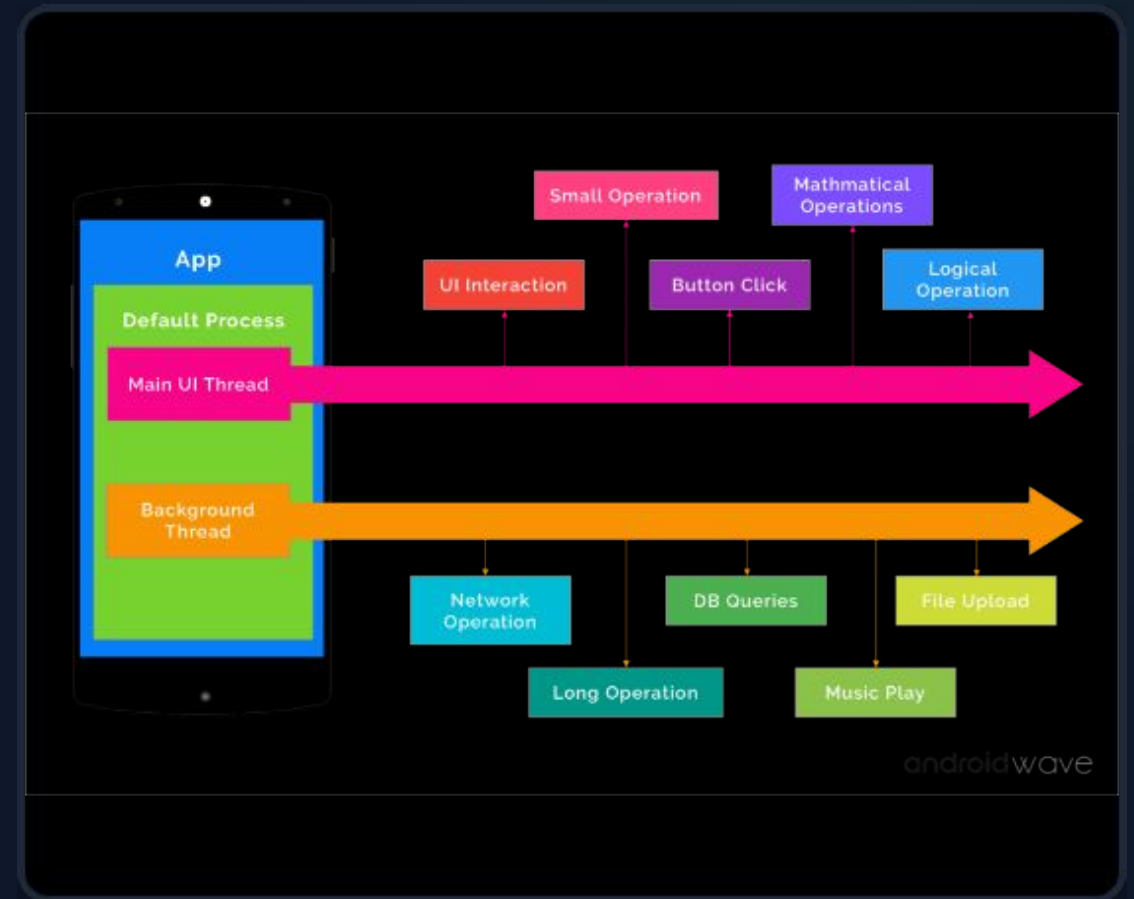 Small Operation
Mathmatical
Operations
UI Interaction
Button Click
Logical
Operation
App
Default Process
Main UI Thread
Background
Thread
Network
Operation
DB Queries
File Upload
Long Operation
Music Play
androidwave